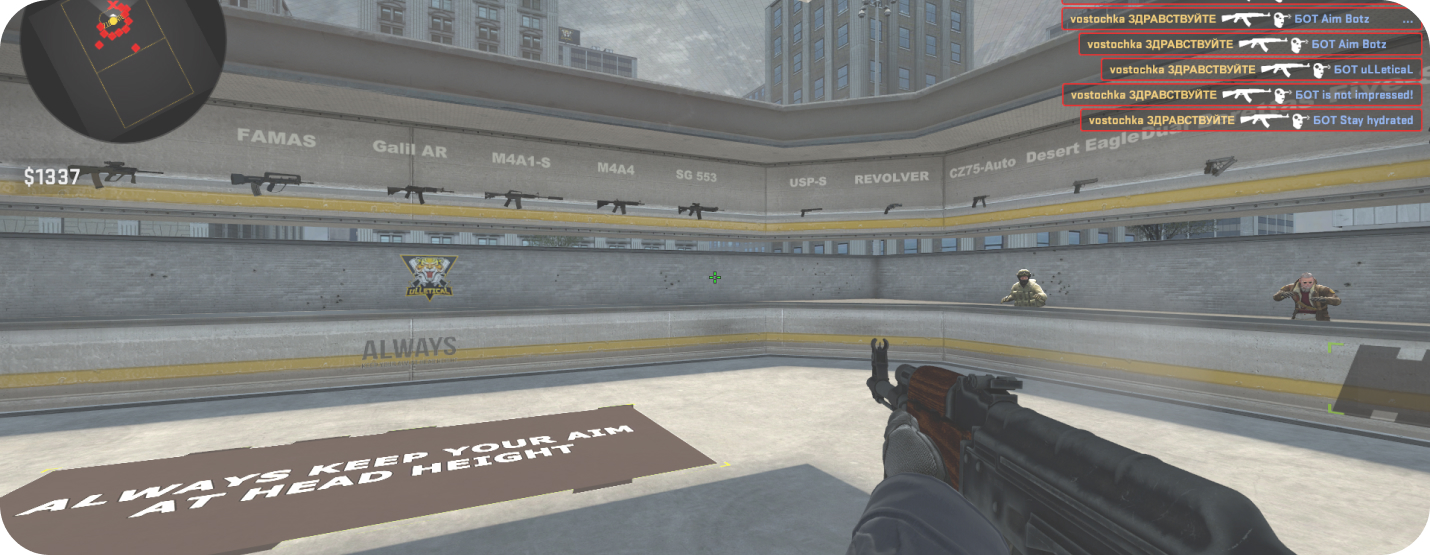 vostochka ЗДРАВСТВУЙТЕ БОТ Aim Botz ...
vostochka ЗДРАВСТВУЙТЕ БОТ Aim Botz
vostochka ЗДРАВСТВУЙТЕ БОТ uLLeticaL
vostochka ЗДРАВСТВУЙТЕ БОТ is not impressed!
vostochka ЗДРАВСТВУЙТЕ БОТ Stay hydrated
$1337
FAMAS
Galil AR
M4A1-S
M4A4
SG 553
USP-S
REVOLVER
CZ75-Auto
Desert Eagle
Dual
ULLETICAL
ALWAYS
ALWAYS KEEP YOUR AIM
AT HEAD HEIGHT